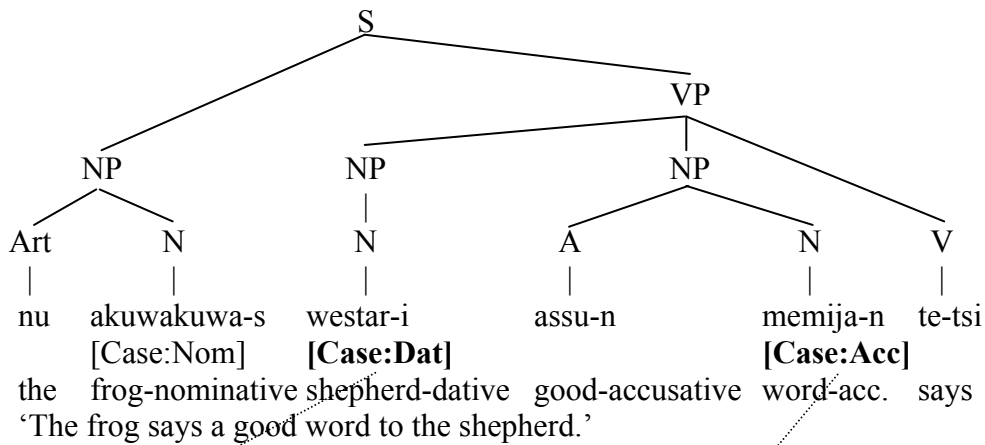 S
VP
NP NP NP
Art N N A N V
nu akuwakuwa-s westar-i assu-n memija-n te-tsi
[Case:Nom] [Case:Dat] [Case:Acc]
the frog-nominative shepherd-dative good-accusative word-acc. says
‘The frog says a good word to the shepherd.’